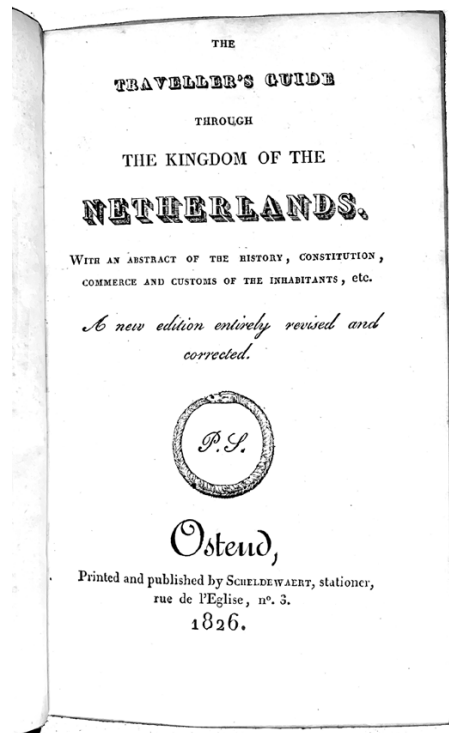 THE
TRAVELLER'S GUIDE
THROUGH
THE KINGDOM OF THE
NETHERLANDS.
WITH AN ABSTRACT OF THE HISTORY, CONSTITUTION,
COMMERCE AND CUSTOMS OF THE INHABITANTS, etc.
A new edition entirely revised and
corrected.
P.S.
Ostend,
Printed and published by SCHELDEWAERT, stationer,
rue de l'Eglise, nº. 3.
1826.